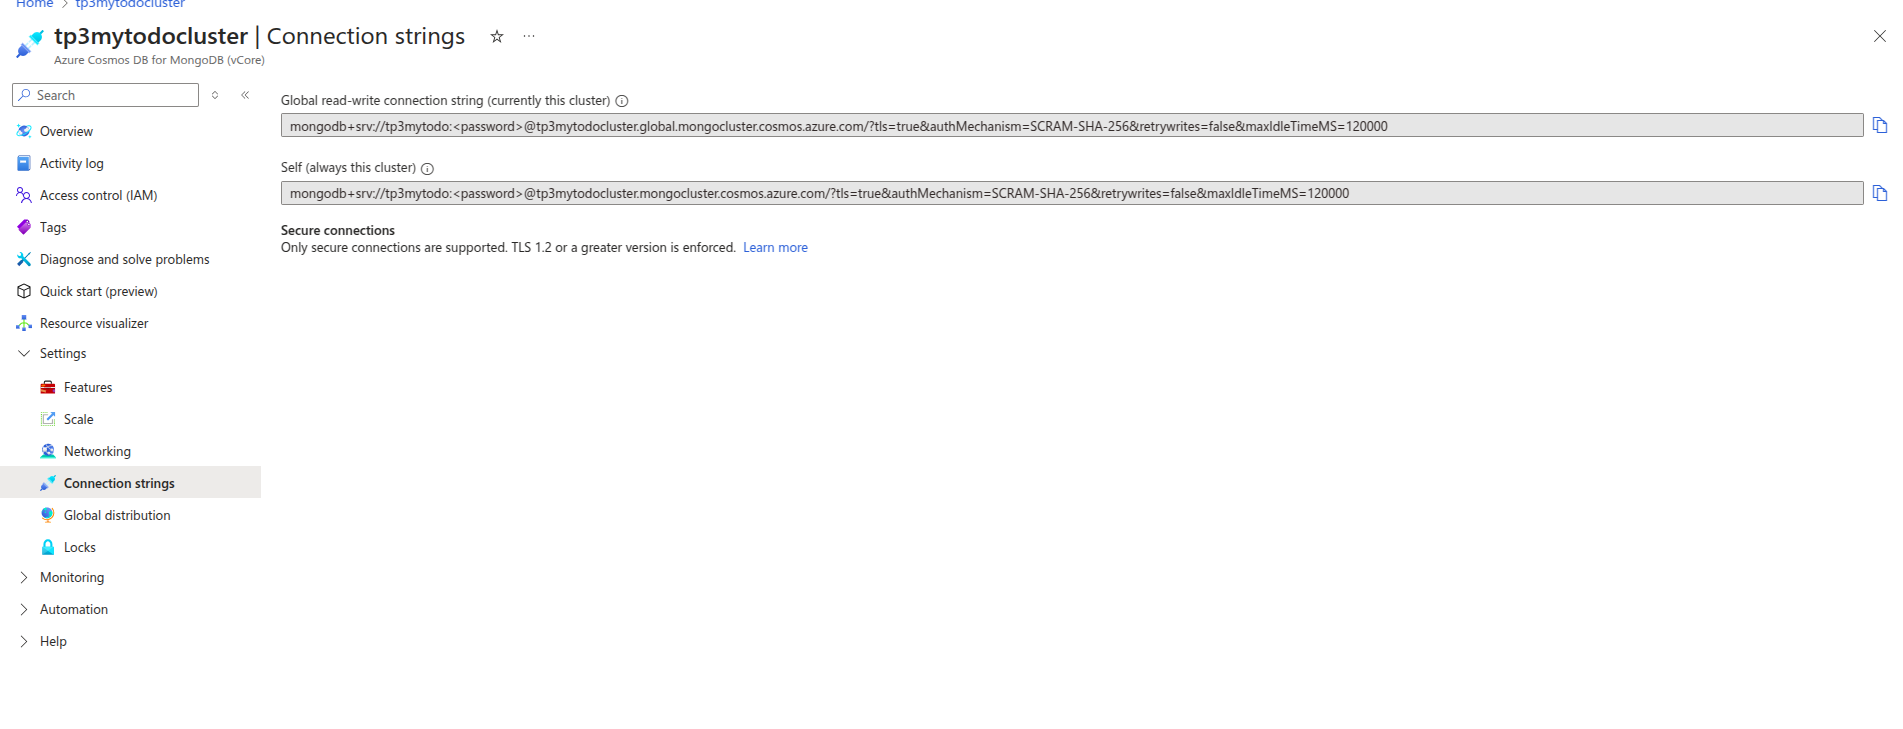 Home > tp3mytodocluster
tp3mytodocluster | Connection strings
Azure Cosmos DB for MongoDB (vCore)
Search
Overview
Activity log
Access control (IAM)
Tags
Diagnose and solve problems
Quick start (preview)
Resource visualizer
Settings
Features
Scale
Networking
Connection strings
Global distribution
Locks
Monitoring
Automation
Help
Global read-write connection string (currently this cluster)
mongodb+srv://tp3mytodo:<password>@tp3mytodocluster.global.mongocluster.cosmos.azure.com/?tls=true&authMechanism=SCRAM-SHA-256&retrywrites=false&maxIdleTimeMS=120000
Self (always this cluster)
mongodb+srv://tp3mytodo:<password>@tp3mytodocluster.mongocluster.cosmos.azure.com/?tls=true&authMechanism=SCRAM-SHA-256&retrywrites=false&maxIdleTimeMS=120000
Secure connections
Only secure connections are supported. TLS 1.2 or a greater version is enforced. Learn more